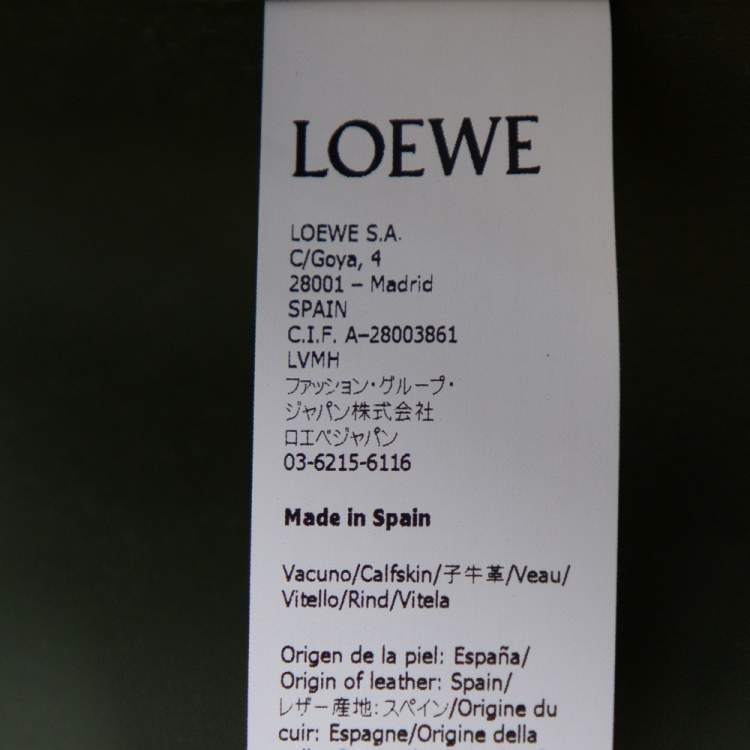 LOEWE
LOEWE S.A.
C/Goya, 4
28001 – Madrid
SPAIN
C.I.F. A–28003861
LVMH
ファッション・グループ・
ジャパン株式会社
ロエベジャパン
03-6215-6116
Made in Spain
Vacuno/Calfskin/子牛革/Veau/
Vitello/Rind/Vitela
Origen de la piel: España/
Origin of leather: Spain/
レザー産地: スペイン/Origine du
cuir: Espagne/Origine della